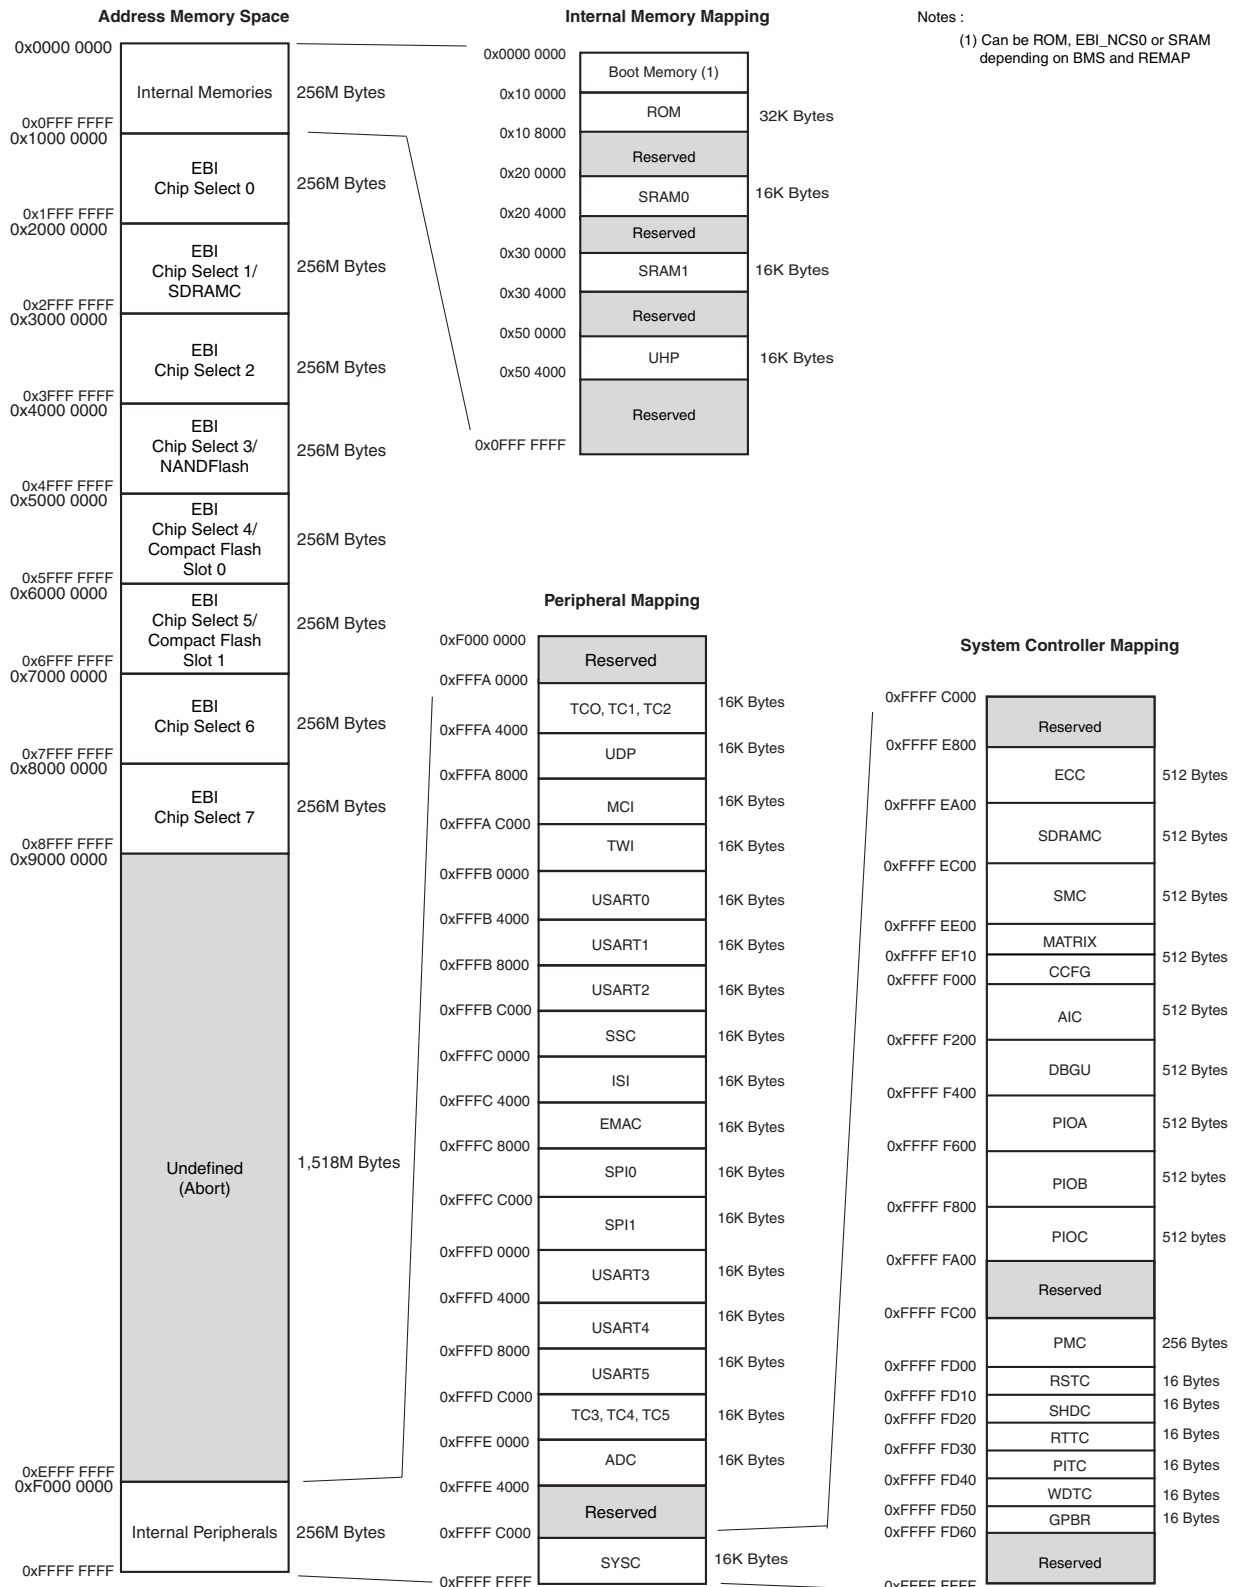 Address Memory Space
0x0000 0000
Internal Memories
256M Bytes
0x0FFF FFFF
0x1000 0000
EBI
Chip Select 0
256M Bytes
0x1FFF FFFF
0x2000 0000
EBI
Chip Select 1/
SDRAMC
256M Bytes
0x2FFF FFFF
0x3000 0000
EBI
Chip Select 2
256M Bytes
0x3FFF FFFF
0x4000 0000
EBI
Chip Select 3/
NANDFlash
256M Bytes
0x4FFF FFFF
0x5000 0000
EBI
Chip Select 4/
Compact Flash
Slot 0
256M Bytes
0x5FFF FFFF
0x6000 0000
EBI
Chip Select 5/
Compact Flash
Slot 1
256M Bytes
0x6FFF FFFF
0x7000 0000
EBI
Chip Select 6
256M Bytes
0x7FFF FFFF
0x8000 0000
EBI
Chip Select 7
256M Bytes
0x8FFF FFFF
0x9000 0000
Undefined
(Abort)
1,518M Bytes
0xEFFF FFFF
0xF000 0000
Internal Peripherals
256M Bytes
0xFFFF FFFF
Internal Memory Mapping
0x0000 0000
Boot Memory (1)
0x10 0000
ROM
32K Bytes
0x10 8000
Reserved
0x20 0000
SRAM0
16K Bytes
0x20 4000
Reserved
0x30 0000
SRAM1
16K Bytes
0x30 4000
Reserved
0x50 0000
UHP
16K Bytes
0x50 4000
Reserved
0x0FFF FFFF
Notes :
(1) Can be ROM, EBI_NCS0 or SRAM
depending on BMS and REMAP
Peripheral Mapping
0xF000 0000
Reserved
0xFFFA 0000
TCO, TC1, TC2
16K Bytes
0xFFFA 4000
UDP
16K Bytes
0xFFFA 8000
MCI
16K Bytes
0xFFFA C000
TWI
16K Bytes
0xFFFB 0000
USART0
16K Bytes
0xFFFB 4000
USART1
16K Bytes
0xFFFB 8000
USART2
16K Bytes
0xFFFB C000
SSC
16K Bytes
0xFFFC 0000
ISI
16K Bytes
0xFFFC 4000
EMAC
16K Bytes
0xFFFC 8000
SPI0
16K Bytes
0xFFFC C000
SPI1
16K Bytes
0xFFFD 0000
USART3
16K Bytes
0xFFFD 4000
USART4
16K Bytes
0xFFFD 8000
USART5
16K Bytes
0xFFFD C000
TC3, TC4, TC5
16K Bytes
0xFFFE 0000
ADC
16K Bytes
0xFFFE 4000
Reserved
0xFFFF C000
SYSC
16K Bytes
0xFFFF FFFF
System Controller Mapping
0xFFFF C000
Reserved
0xFFFF E800
ECC
512 Bytes
0xFFFF EA00
SDRAMC
512 Bytes
0xFFFF EC00
SMC
512 Bytes
0xFFFF EE00
MATRIX
0xFFFF EF10
512 Bytes
CCFG
0xFFFF F000
AIC
512 Bytes
0xFFFF F200
DBGU
512 Bytes
0xFFFF F400
PIOA
512 Bytes
0xFFFF F600
PIOB
512 bytes
0xFFFF F800
PIOC
512 bytes
0xFFFF FA00
Reserved
0xFFFF FC00
PMC
256 Bytes
0xFFFF FD00
RSTC
16 Bytes
0xFFFF FD10
SHDC
16 Bytes
0xFFFF FD20
RTTC
16 Bytes
0xFFFF FD30
PITC
16 Bytes
0xFFFF FD40
WDTC
16 Bytes
0xFFFF FD50
GPBR
16 Bytes
0xFFFF FD60
Reserved
0xFFFF FFFF